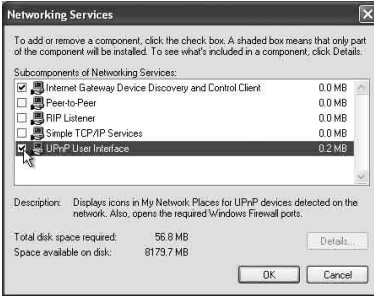 Networking Services
To add or remove a component, click the check box. A shaded box means that only part
of the component will be installed. To see what's included in a component, click Details.
Subcomponents of Networking Services:
Internet Gateway Device Discovery and Control Client 0.0 MB
Peer-to-Peer 0.0 MB
RIP Listener 0.0 MB
Simple TCP/IP Services 0.0 MB
UPnP User Interface 0.2 MB
Description: Displays icons in My Network Places for UPnP devices detected on the
network. Also, opens the required Windows Firewall ports.
Total disk space required: 56.8 MB
Space available on disk: 8179.7 MB
Details...
OK Cancel